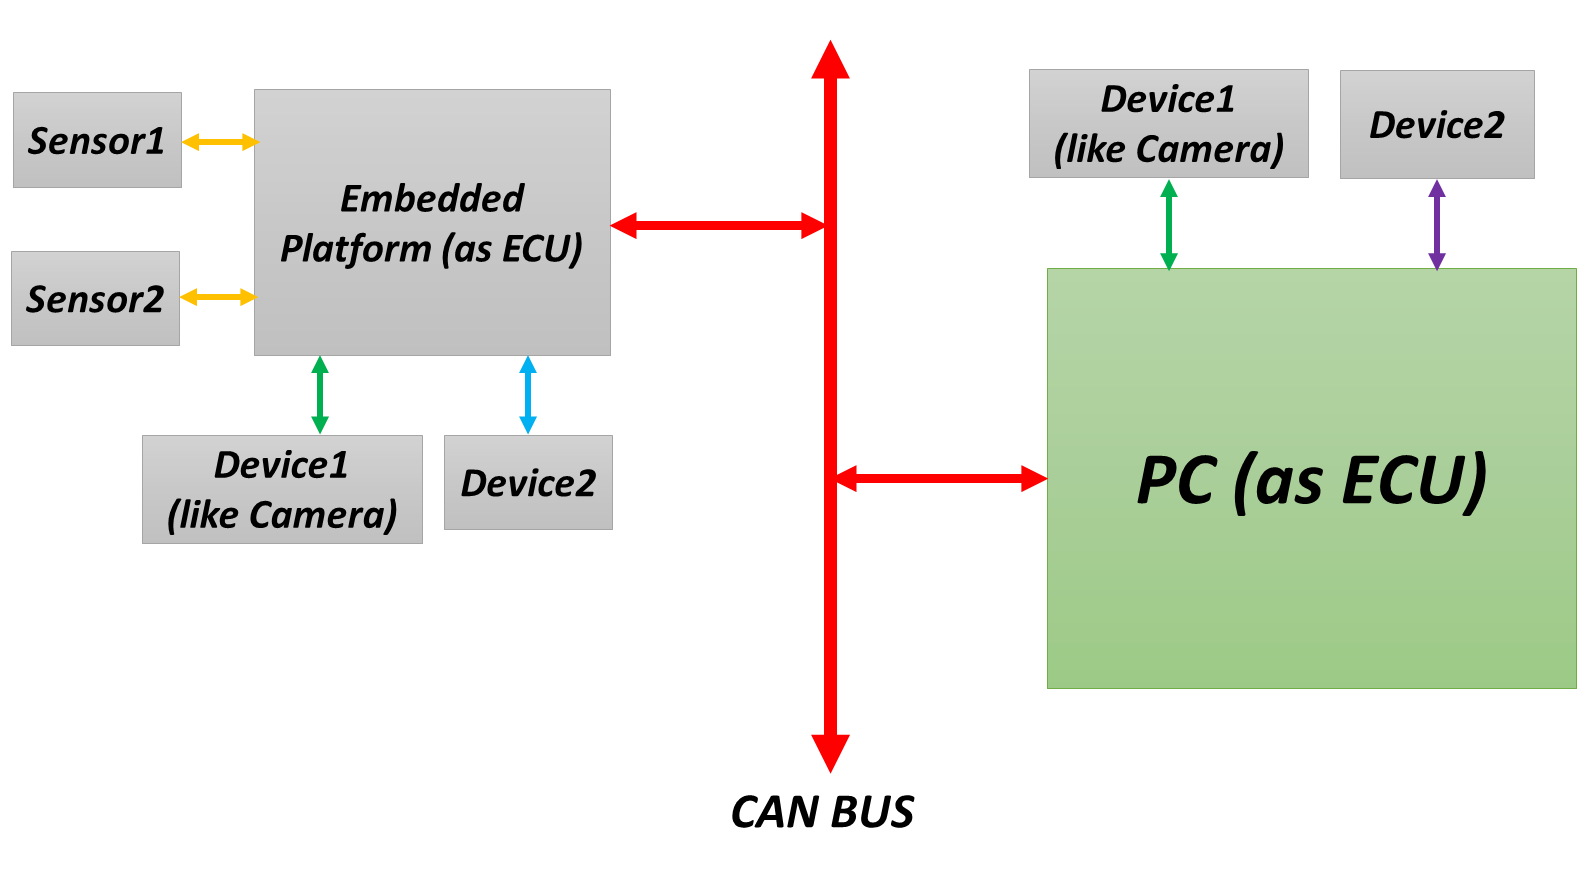 Sensor1
Sensor2
Embedded
Platform (as ECU)
Device1
(like Camera)
Device2
CAN BUS
Device1
(like Camera)
Device2
PC (as ECU)